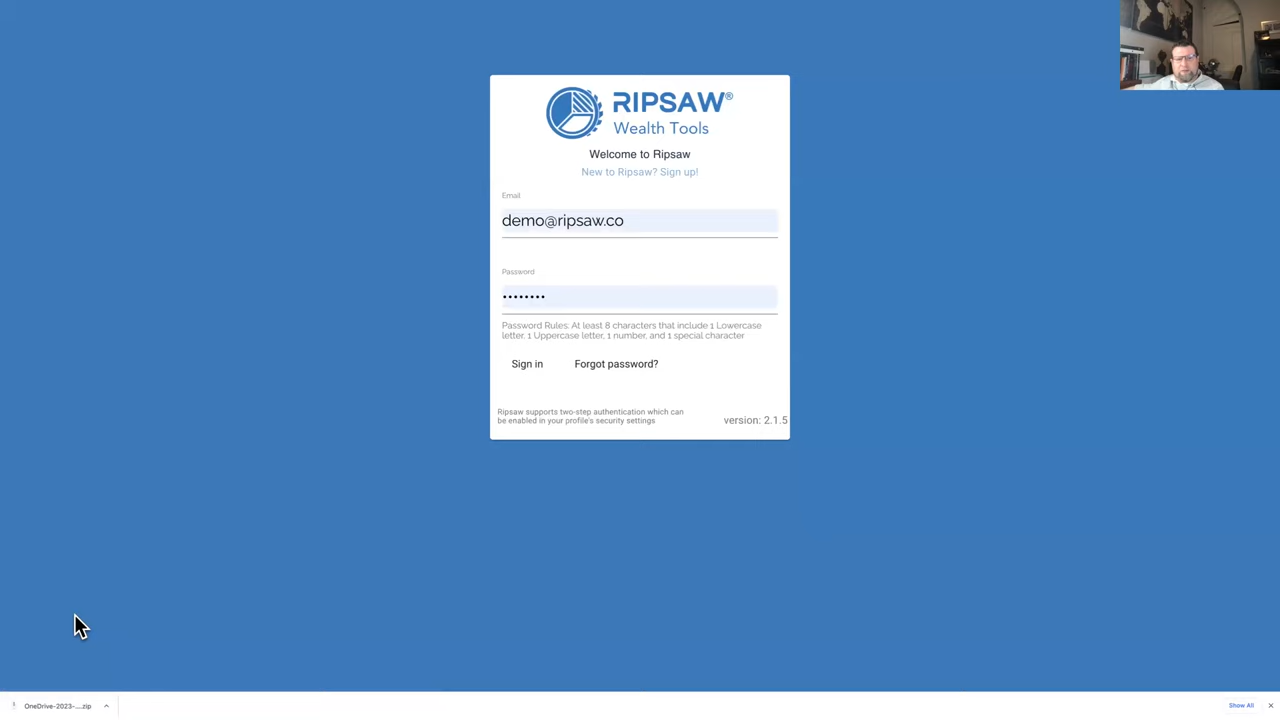 RIPSAW®
Wealth Tools
Welcome to Ripsaw
New to Ripsaw? Sign up!
Email
demo@ripsaw.co
Password
••••••••
Password Rules: At least 8 characters that include 1 Lowercase
letter, 1 Uppercase letter, 1 number, and 1 special character
Sign in Forgot password?
Ripsaw supports two-step authentication which can
be enabled in your profile's security settings
version: 2.1.5
OneDrive-2023-....zip
Show All